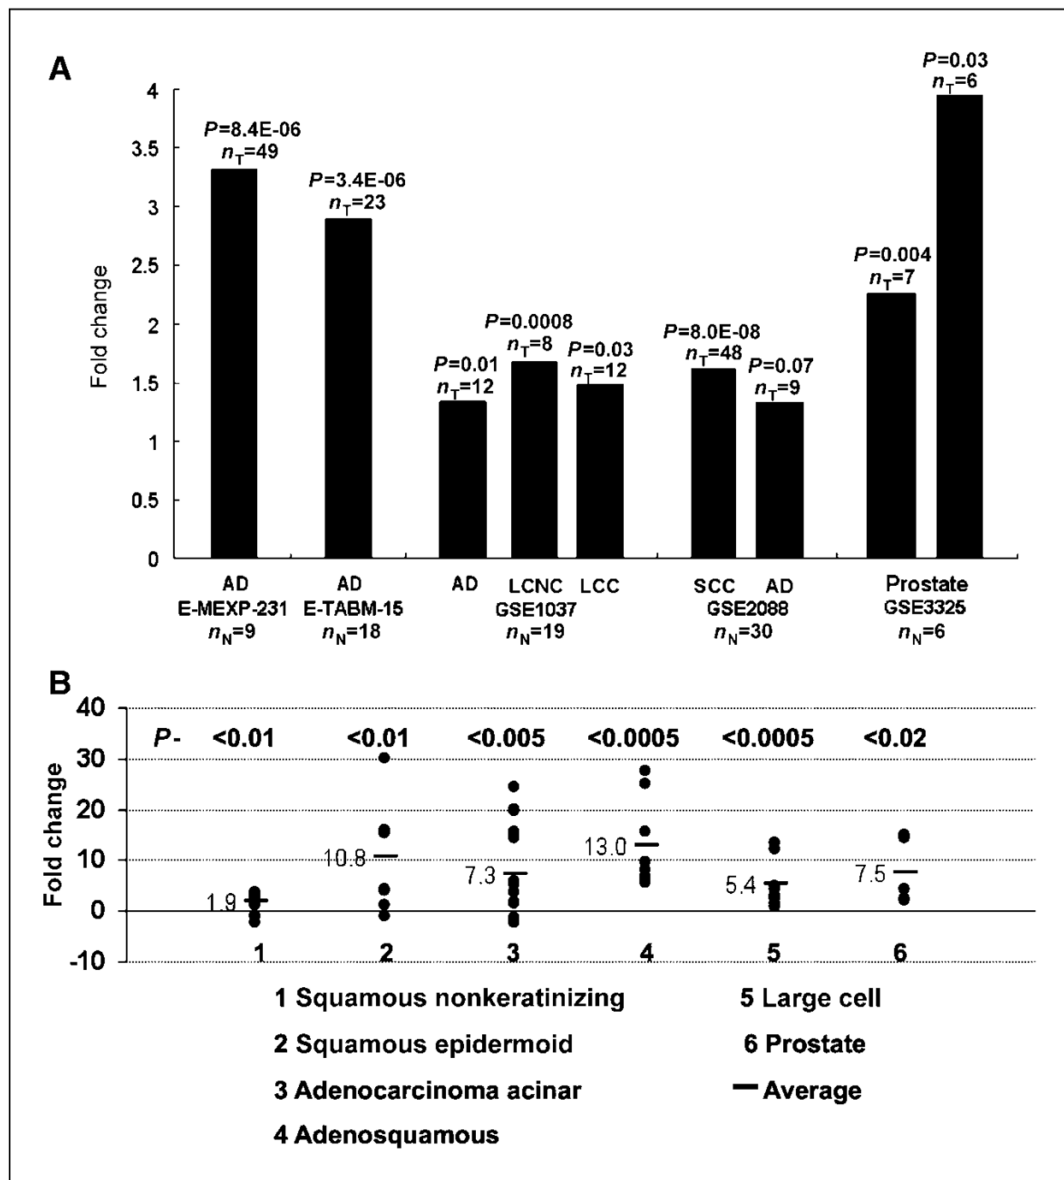 A
Fold change
4
3.5
3
2.5
2
1.5
1
0.5
0
P=8.4E-06
nT=49
P=3.4E-06
nT=23
P=0.01
nT=12
P=0.0008
nT=8
P=0.03
nT=12
P=8.0E-08
nT=48
P=0.07
nT=9
P=0.004
nT=7
P=0.03
nT=6
AD
E-MEXP-231
nN=9
AD
E-TABM-15
nN=18
AD LCNC LCC
GSE1037
nN=19
SCC AD
GSE2088
nN=30
Prostate
GSE3325
nN=6
B
Fold change
40
30
20
10
0
-10
P- <0.01 <0.01 <0.005 <0.0005 <0.0005 <0.02
1.9 10.8 7.3 13.0 5.4 7.5
1 2 3 4 5 6
1 Squamous nonkeratinizing
2 Squamous epidermoid
3 Adenocarcinoma acinar
4 Adenosquamous
5 Large cell
6 Prostate
Average